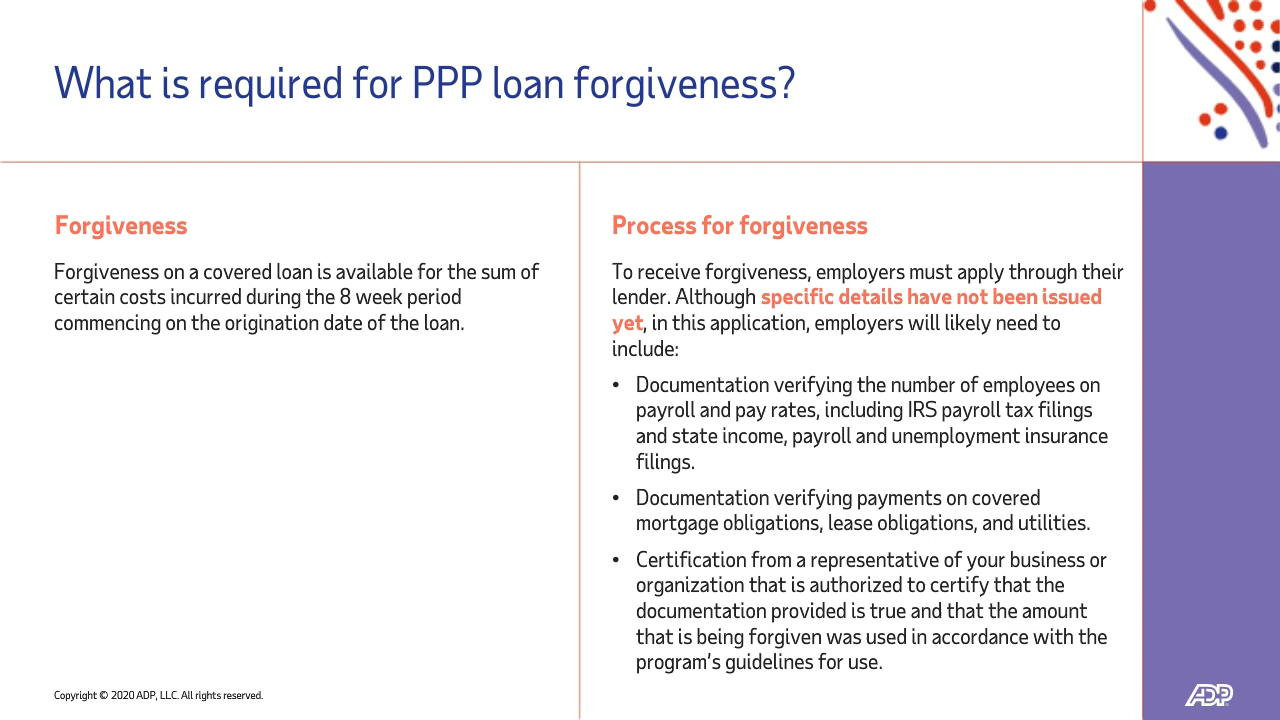 What is required for PPP loan forgiveness?
Forgiveness
Forgiveness on a covered loan is available for the sum of
certain costs incurred during the 8 week period
commencing on the origination date of the loan.
Process for forgiveness
To receive forgiveness, employers must apply through their
lender. Although specific details have not been issued
yet, in this application, employers will likely need to
include:
• Documentation verifying the number of employees on
payroll and pay rates, including IRS payroll tax filings
and state income, payroll and unemployment insurance
filings.
• Documentation verifying payments on covered
mortgage obligations, lease obligations, and utilities.
• Certification from a representative of your business or
organization that is authorized to certify that the
documentation provided is true and that the amount
that is being forgiven was used in accordance with the
program's guidelines for use.
Copyright © 2020 ADP, LLC. All rights reserved.
ADP